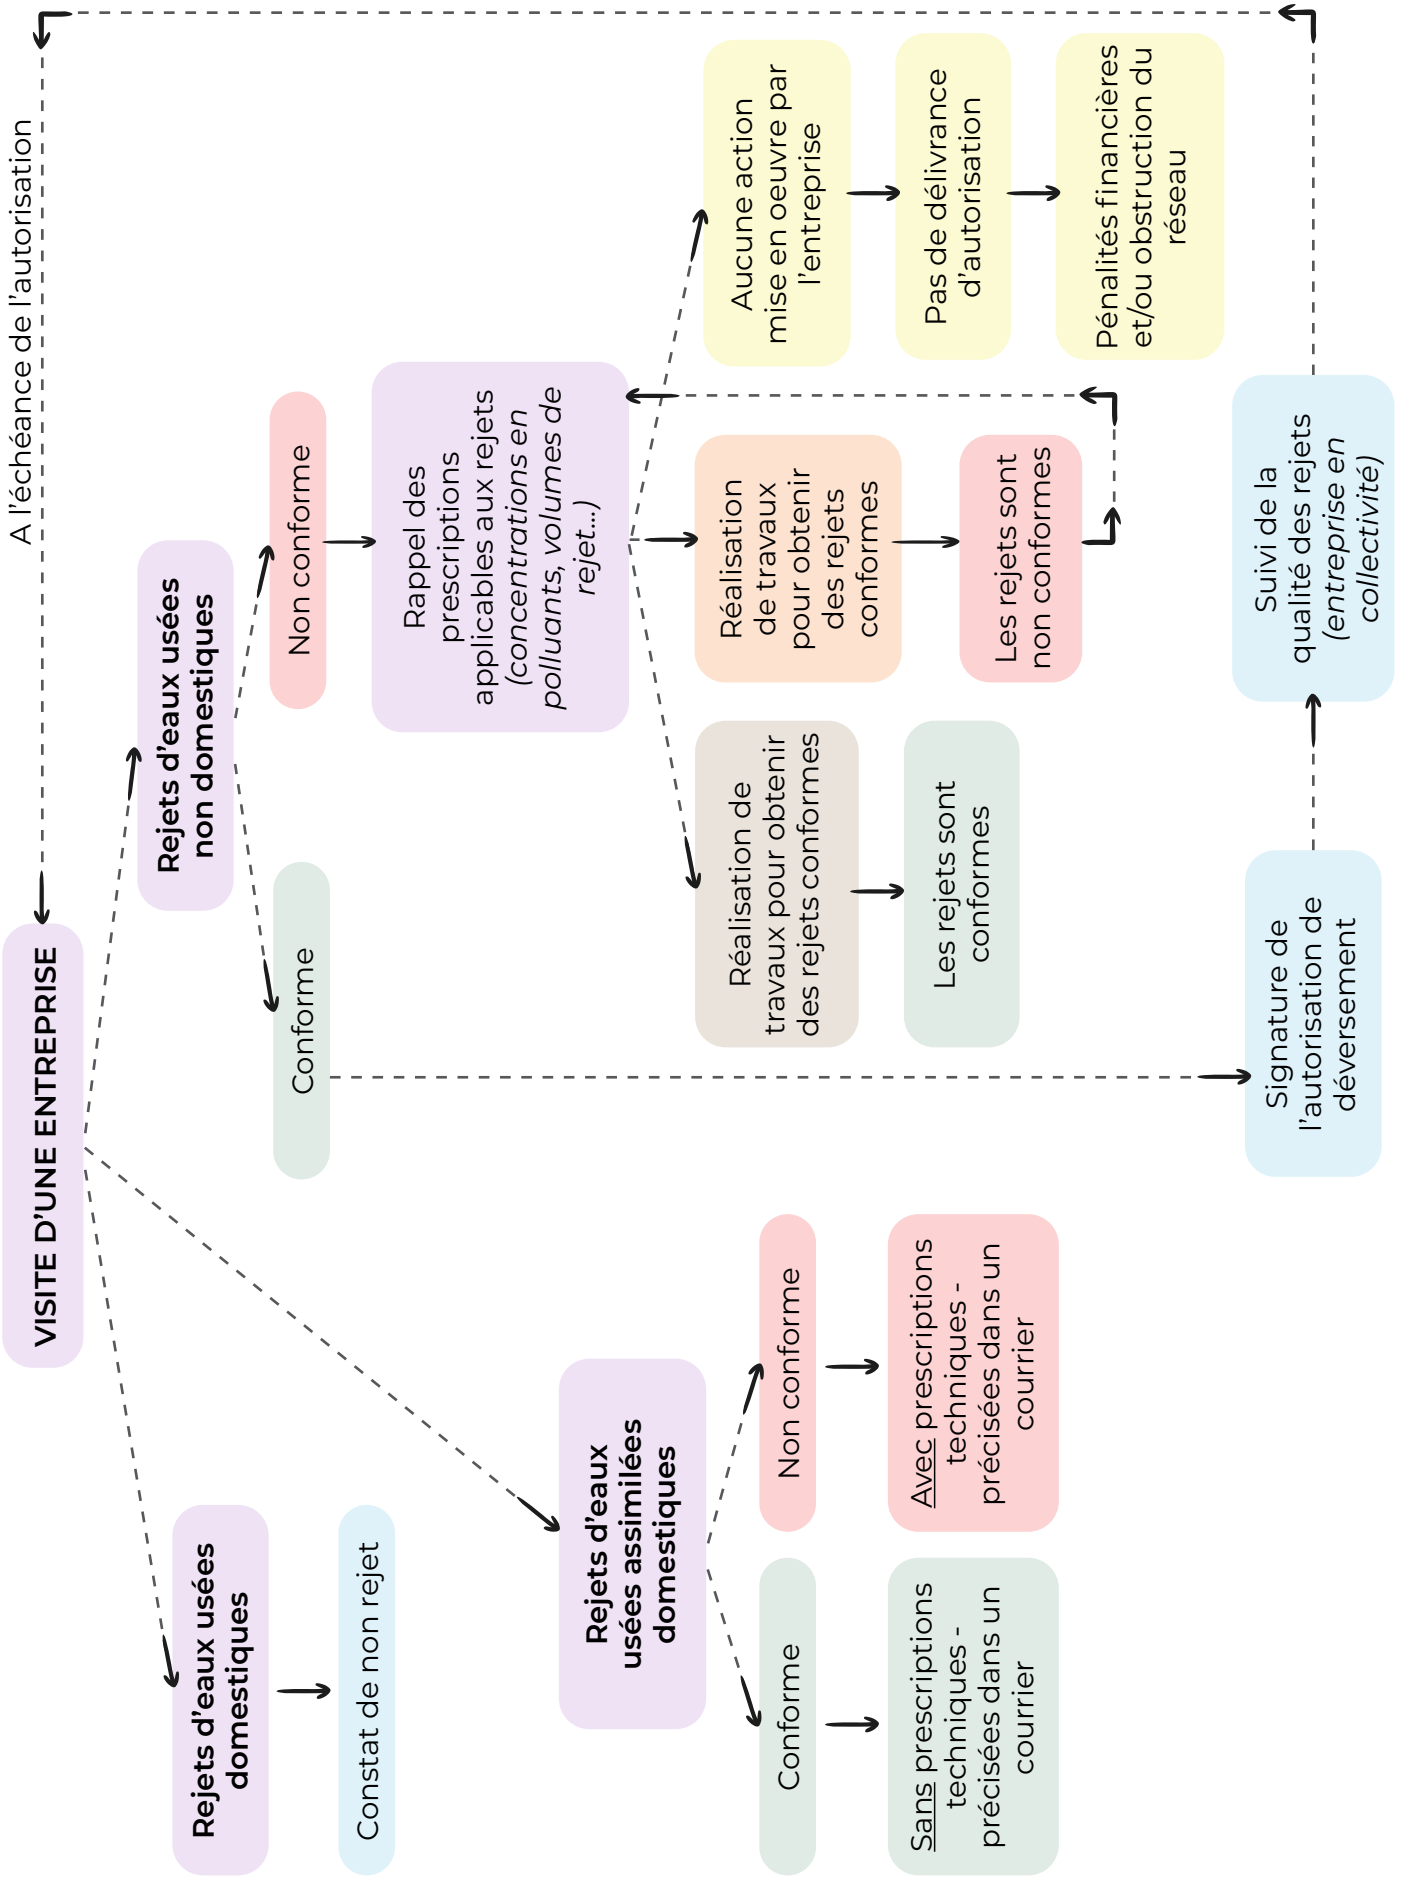 A l'échéance de l'autorisation
VISITE D'UNE ENTREPRISE
Rejets d'eaux usées
domestiques
Constat de non rejet
Rejets d'eaux
usées assimilées
domestiques
Conforme
Sans prescriptions
techniques -
précisées dans un
courrier
Non conforme
Avec prescriptions
techniques -
précisées dans un
courrier
Rejets d'eaux usées
non domestiques
Conforme
Non conforme
Rappel des
prescriptions
applicables aux rejets
(concentrations en
polluants, volumes de
rejet...)
Réalisation de
travaux pour obtenir
des rejets conformes
Les rejets sont
conformes
Réalisation
de travaux
pour obtenir
des rejets
conformes
Les rejets sont
non conformes
Aucune action
mise en oeuvre par
l'entreprise
Pas de délivrance
d'autorisation
Pénalités financières
et/ou obstruction du
réseau
Signature de
l'autorisation de
déversement
Suivi de la
qualité des rejets
(entreprise en
collectivité)